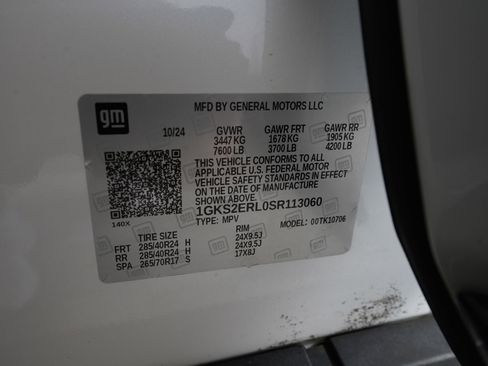 gm
MFD BY GENERAL MOTORS LLC
10/24 GVWR GAWR FRT GAWR RR
3447 KG 1678 KG 1905 KG
7600 LB 3700 LB 4200 LB
THIS VEHICLE CONFORMS TO ALL
APPLICABLE U.S. FEDERAL MOTOR
VEHICLE SAFETY STANDARDS IN EFFECT
ON THE DATE OF MANUFACTURE
SHOWN ABOVE.
1GKS2ERL0SR113060
140X TYPE: MPV MODEL: 00TK10706
TIRE SIZE RIM
FRT 285/40R24 H 24X9.5J
RR 285/40R24 H 24X9.5J
SPA 265/70R17 S 17X8J